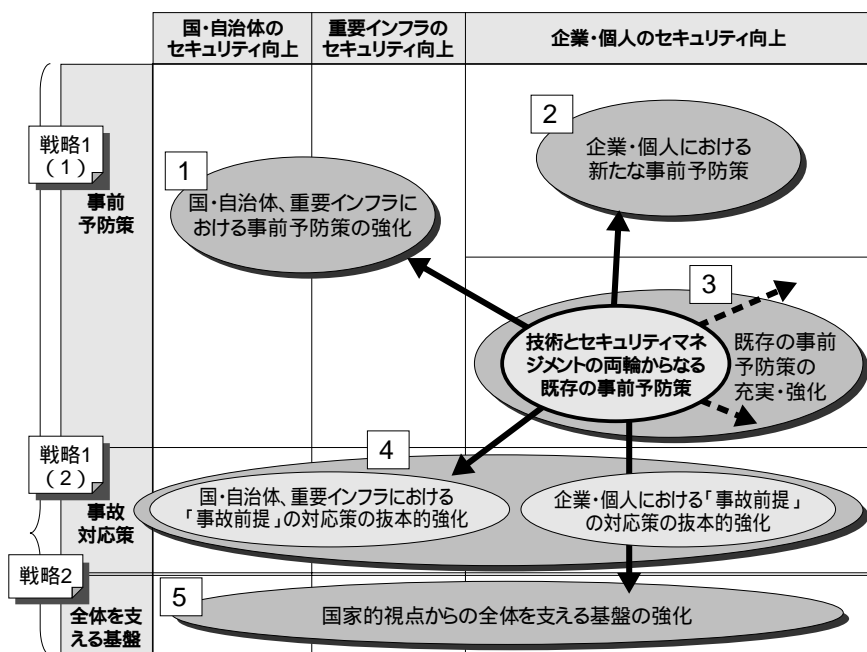 国・自治体の
セキュリティ向上
重要インフラの
セキュリティ向上
企業・個人のセキュリティ向上
戦略1
(1)
事前
予防策
1
国・自治体、重要インフラに
おける事前予防策の強化
2
企業・個人における
新たな事前予防策
3
技術とセキュリティマネ
ジメントの両輪からなる
既存の事前予防策
既存の事前
予防策の
充実・強化
戦略1
(2)
事故
対応策
4
国・自治体、重要インフラにおける
「事故前提」の対応策の抜本的強化
企業・個人における「事故前提」
の対応策の抜本的強化
戦略2
全体を支
える基盤
5
国家的視点からの全体を支える基盤の強化